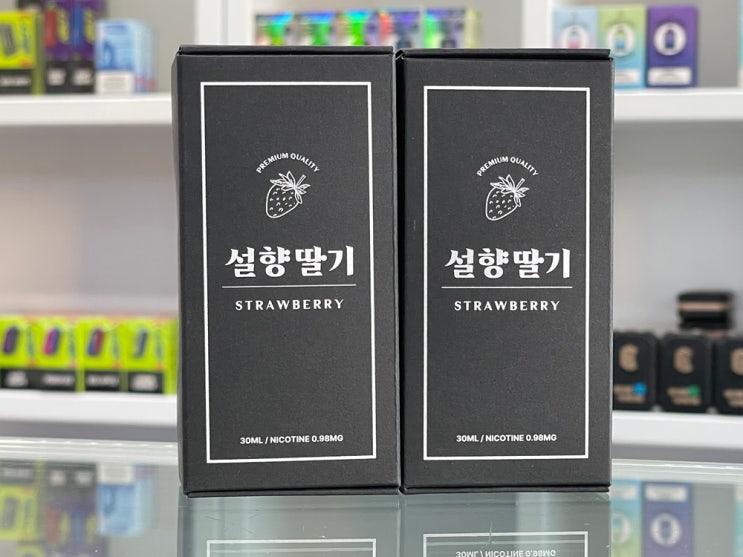 PREMIUM QUALITY
설향딸기
STRAWBERRY
30ML / NICOTINE 0.98MG
PREMIUM QUALITY
설향딸기
STRAWBERRY
30ML / NICOTINE 0.98MG